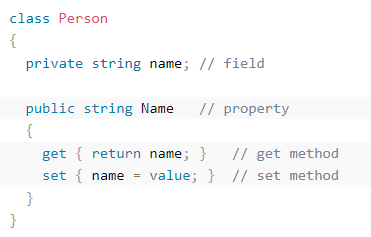 class Person
{
  private string name; // field

  public string Name   // property
  {
    get { return name; }   // get method
    set { name = value; }  // set method
  }
}